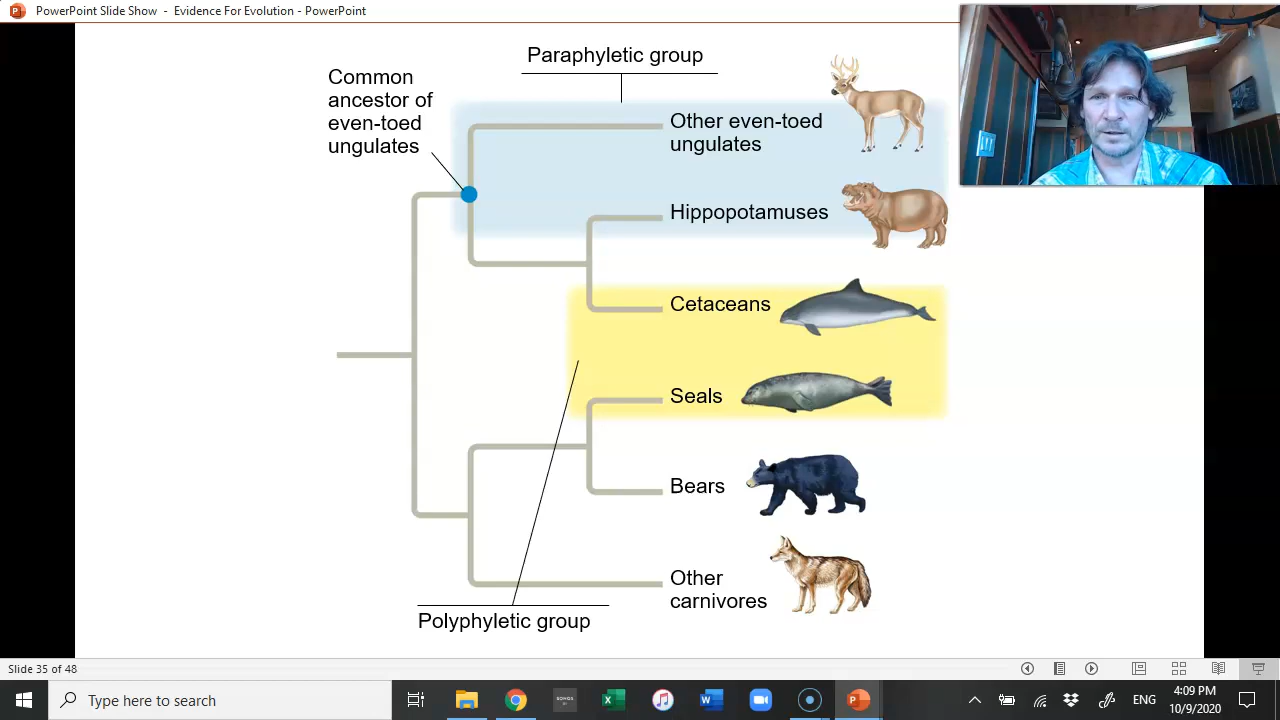 PowerPoint Slide Show - Evidence For Evolution - PowerPoint
Paraphyletic group
Common
ancestor of
even-toed
ungulates
Other even-toed
ungulates
Hippopotamuses
Cetaceans
Seals
Bears
Other
carnivores
Polyphyletic group
Slide 35 of 48
Type here to search
ENG
4:09 PM
10/9/2020